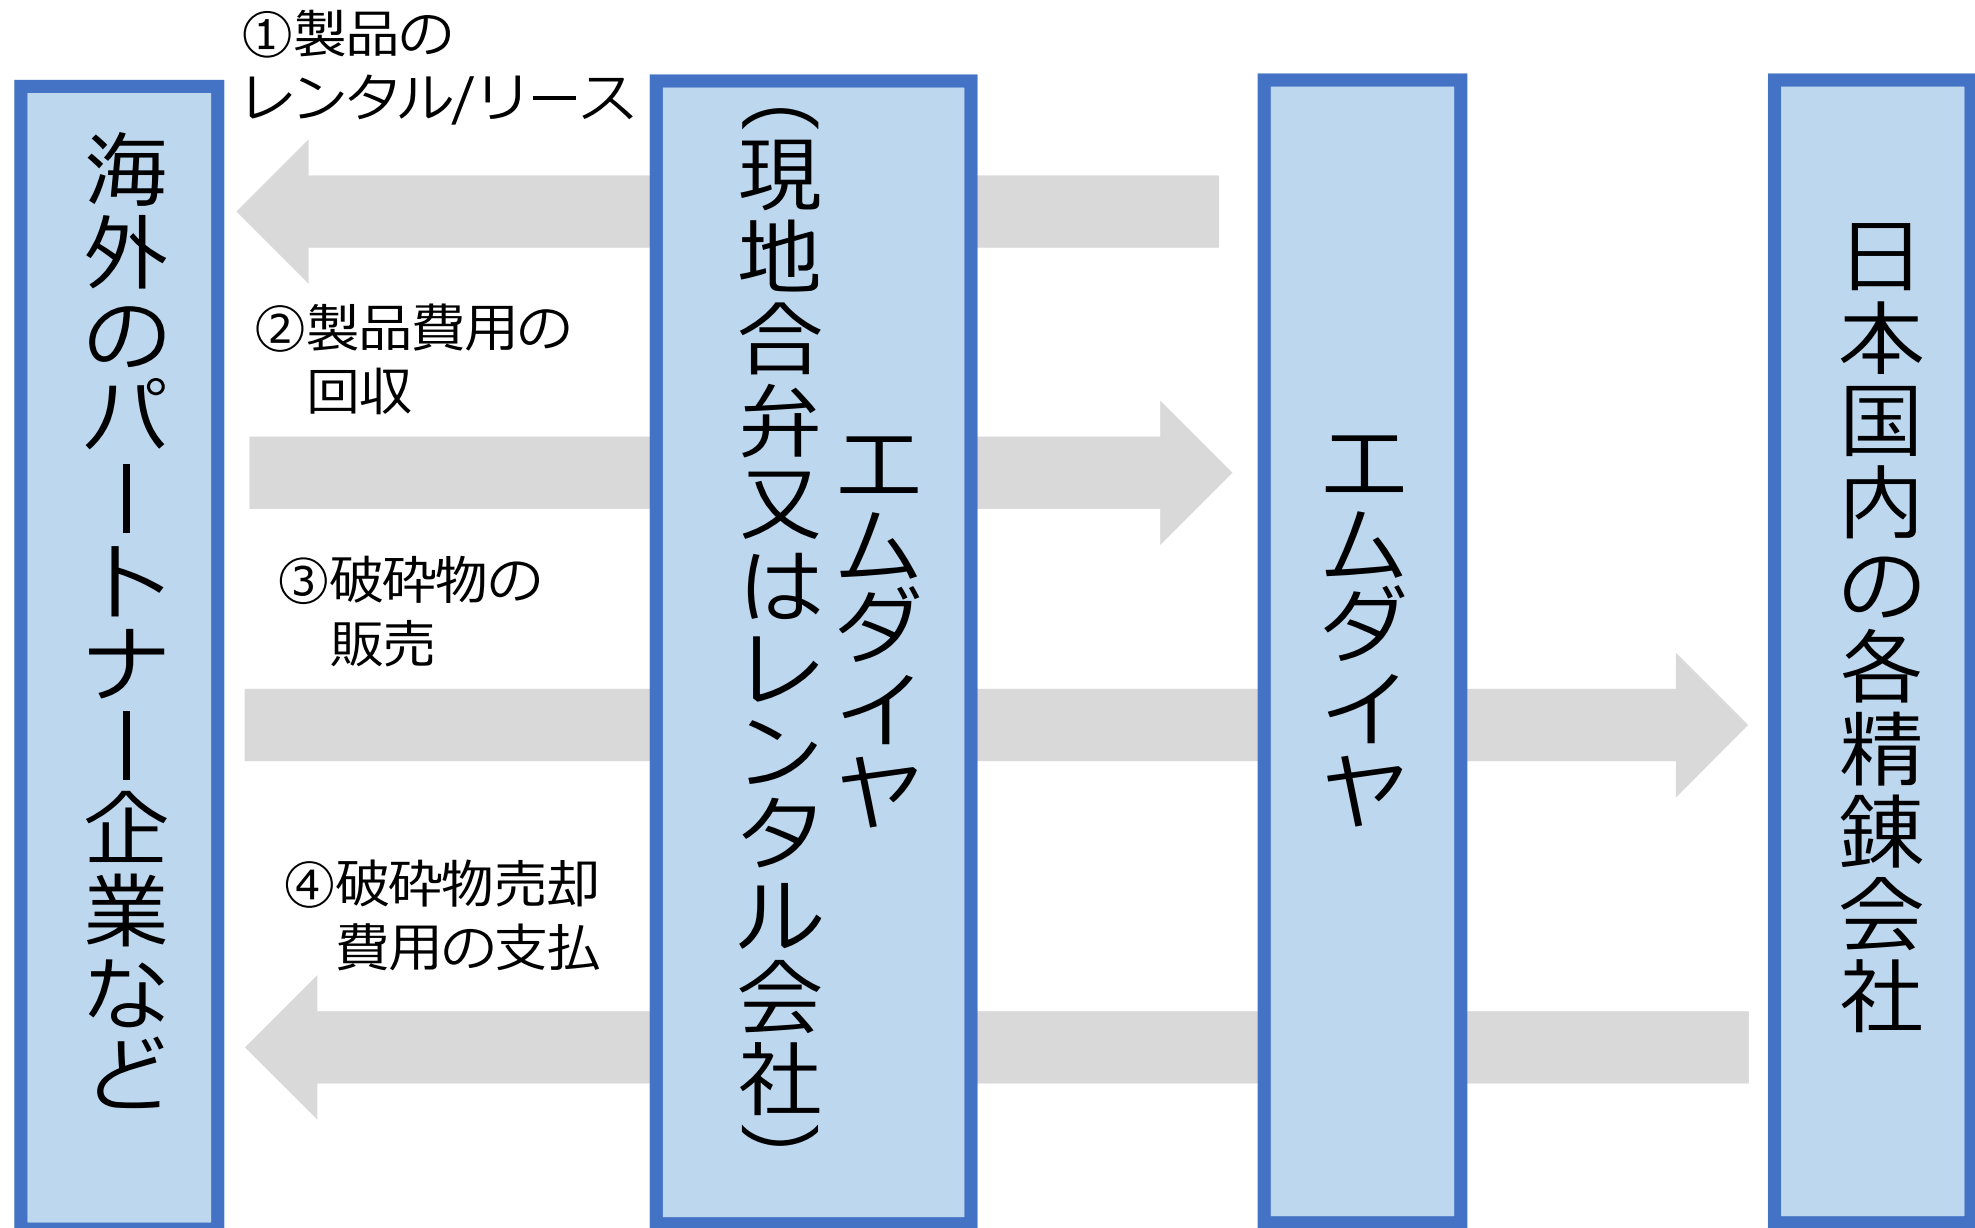 ①製品の
レンタル/リース
②製品費用の
回収
③破砕物の
販売
④破砕物売却
費用の支払
海外のパートナー企業など
エムダイヤ
（現地合弁又はレンタル会社）
エムダイヤ
日本国内の各精錬会社